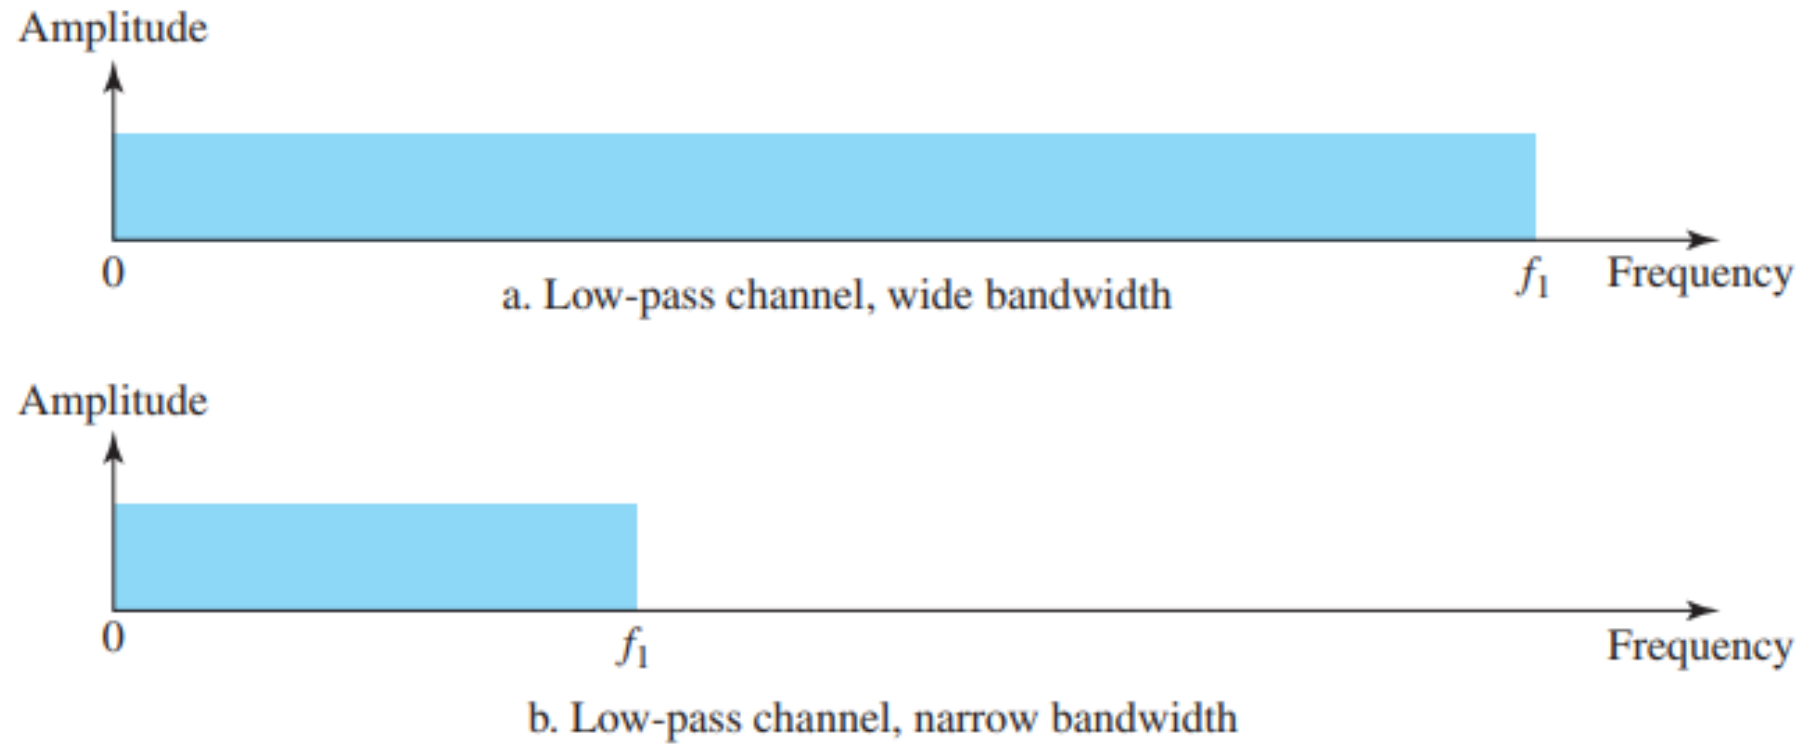 Amplitude
0
f1
Frequency
a. Low-pass channel, wide bandwidth
Amplitude
0
f1
Frequency
b. Low-pass channel, narrow bandwidth